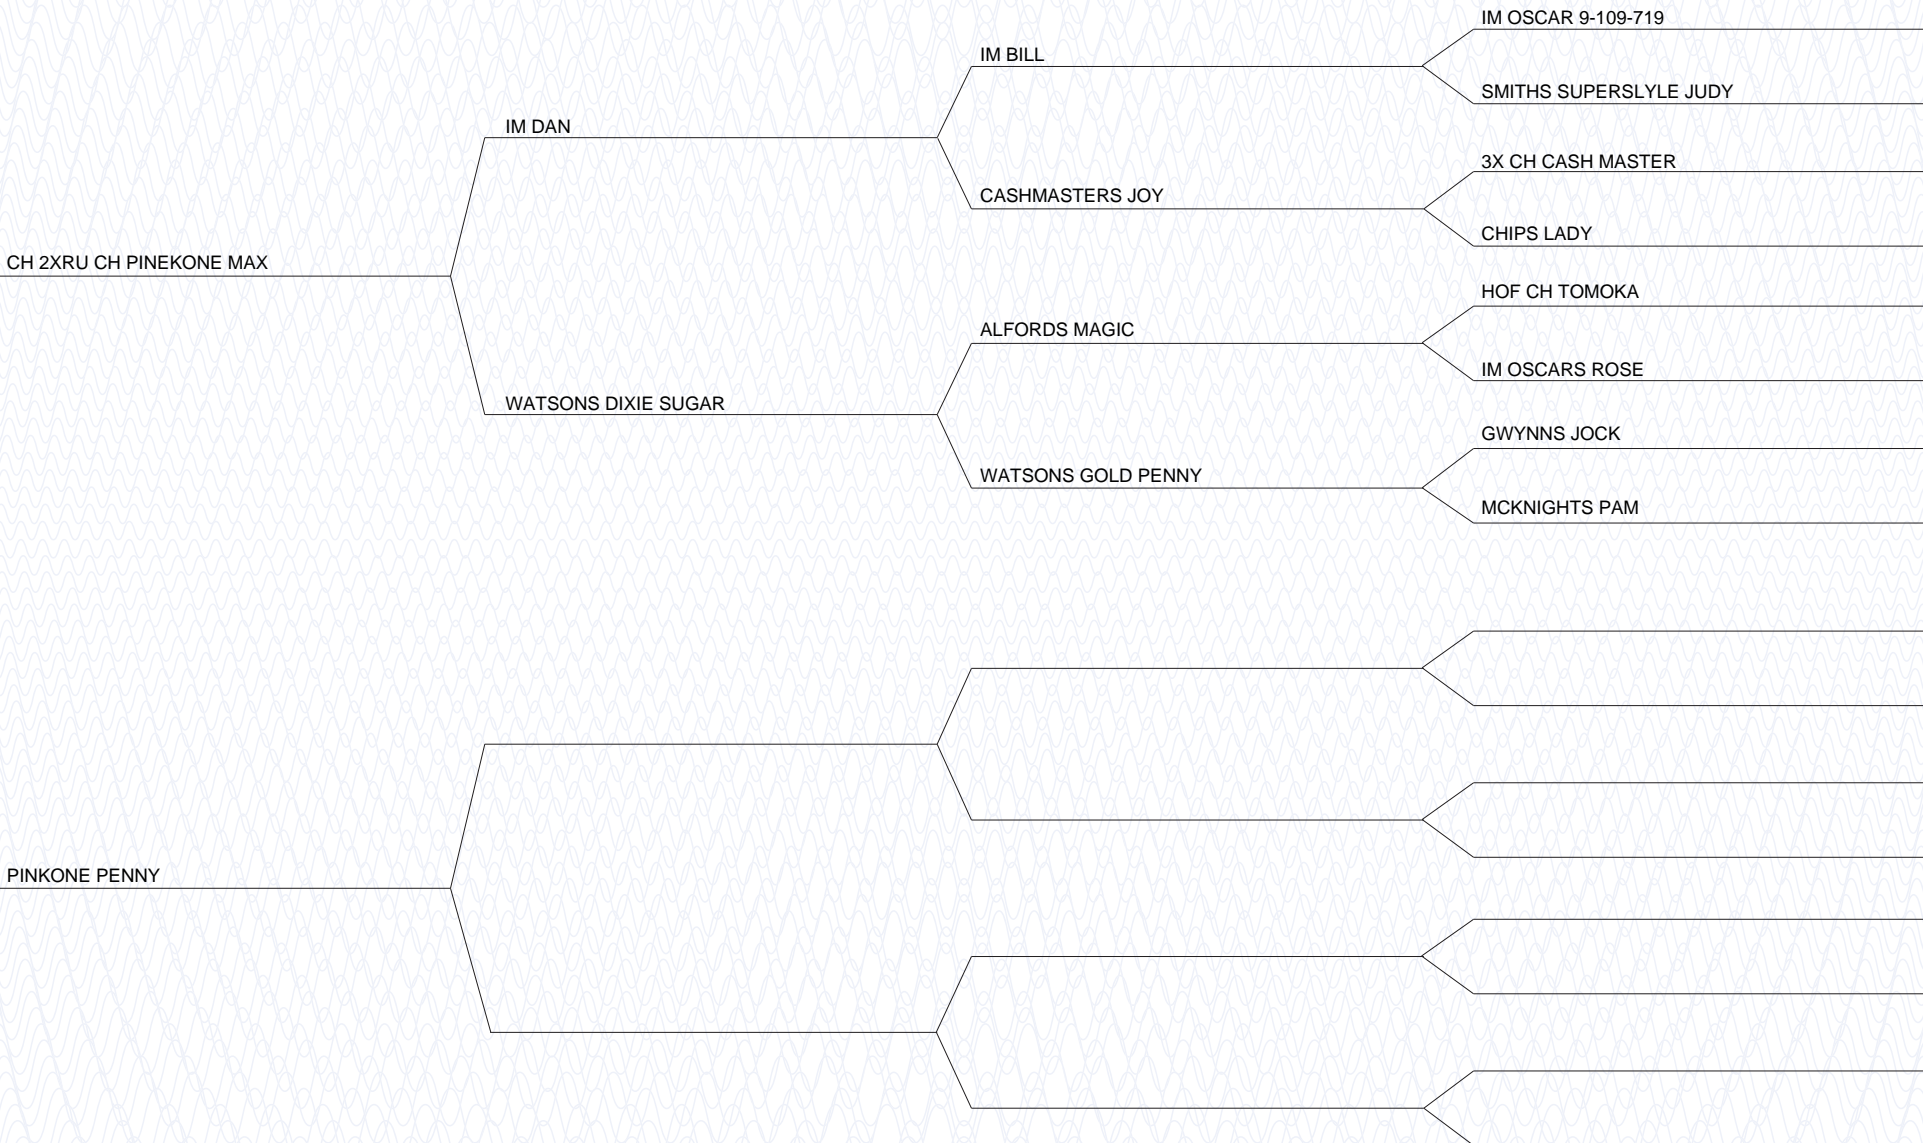 IM OSCAR 9-109-719
IM BILL
SMITHS SUPERSLYLE JUDY
IM DAN
3X CH CASH MASTER
CASHMASTERS JOY
CHIPS LADY
CH 2XRU CH PINEKONE MAX
HOF CH TOMOKA
ALFORDS MAGIC
IM OSCARS ROSE
WATSONS DIXIE SUGAR
GWYNNS JOCK
WATSONS GOLD PENNY
MCKNIGHTS PAM
PINKONE PENNY